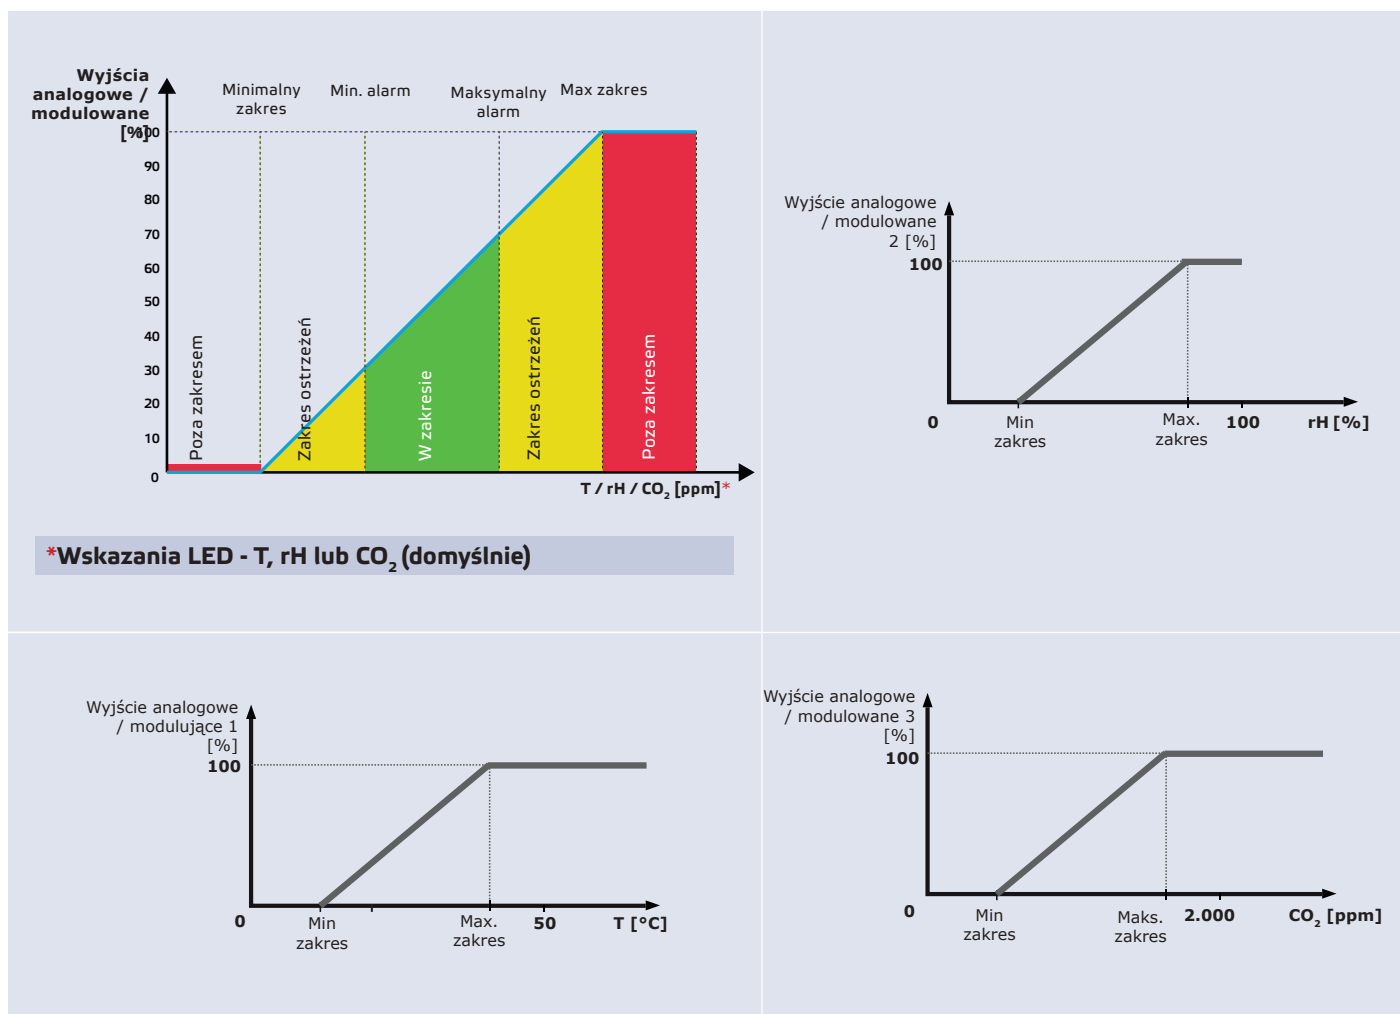 Wyjścia
analogowe /
modulowane
[%]
Minimalny
zakres
Min. alarm
Maksymalny
alarm
Max zakres
100
90
80
70
60
50
40
30
20
10
0
Poza zakresem
Zakres ostrzeżeń
W zakresie
Zakres ostrzeżeń
Poza zakresem
T / rH / CO₂ [ppm]*
*Wskazania LED - T, rH lub CO₂ (domyślnie)
Wyjście analogowe
/ modulowane
2 [%]
100
0
Min
zakres
Max.
zakres
100
rH [%]
Wyjście analogowe
/ modulujące 1
[%]
100
0
Min
zakres
Max.
zakres
50
T [°C]
Wyjście analogowe
/ modulowane 3
[%]
100
0
Min
zakres
Maks.
zakres
2.000
CO₂ [ppm]